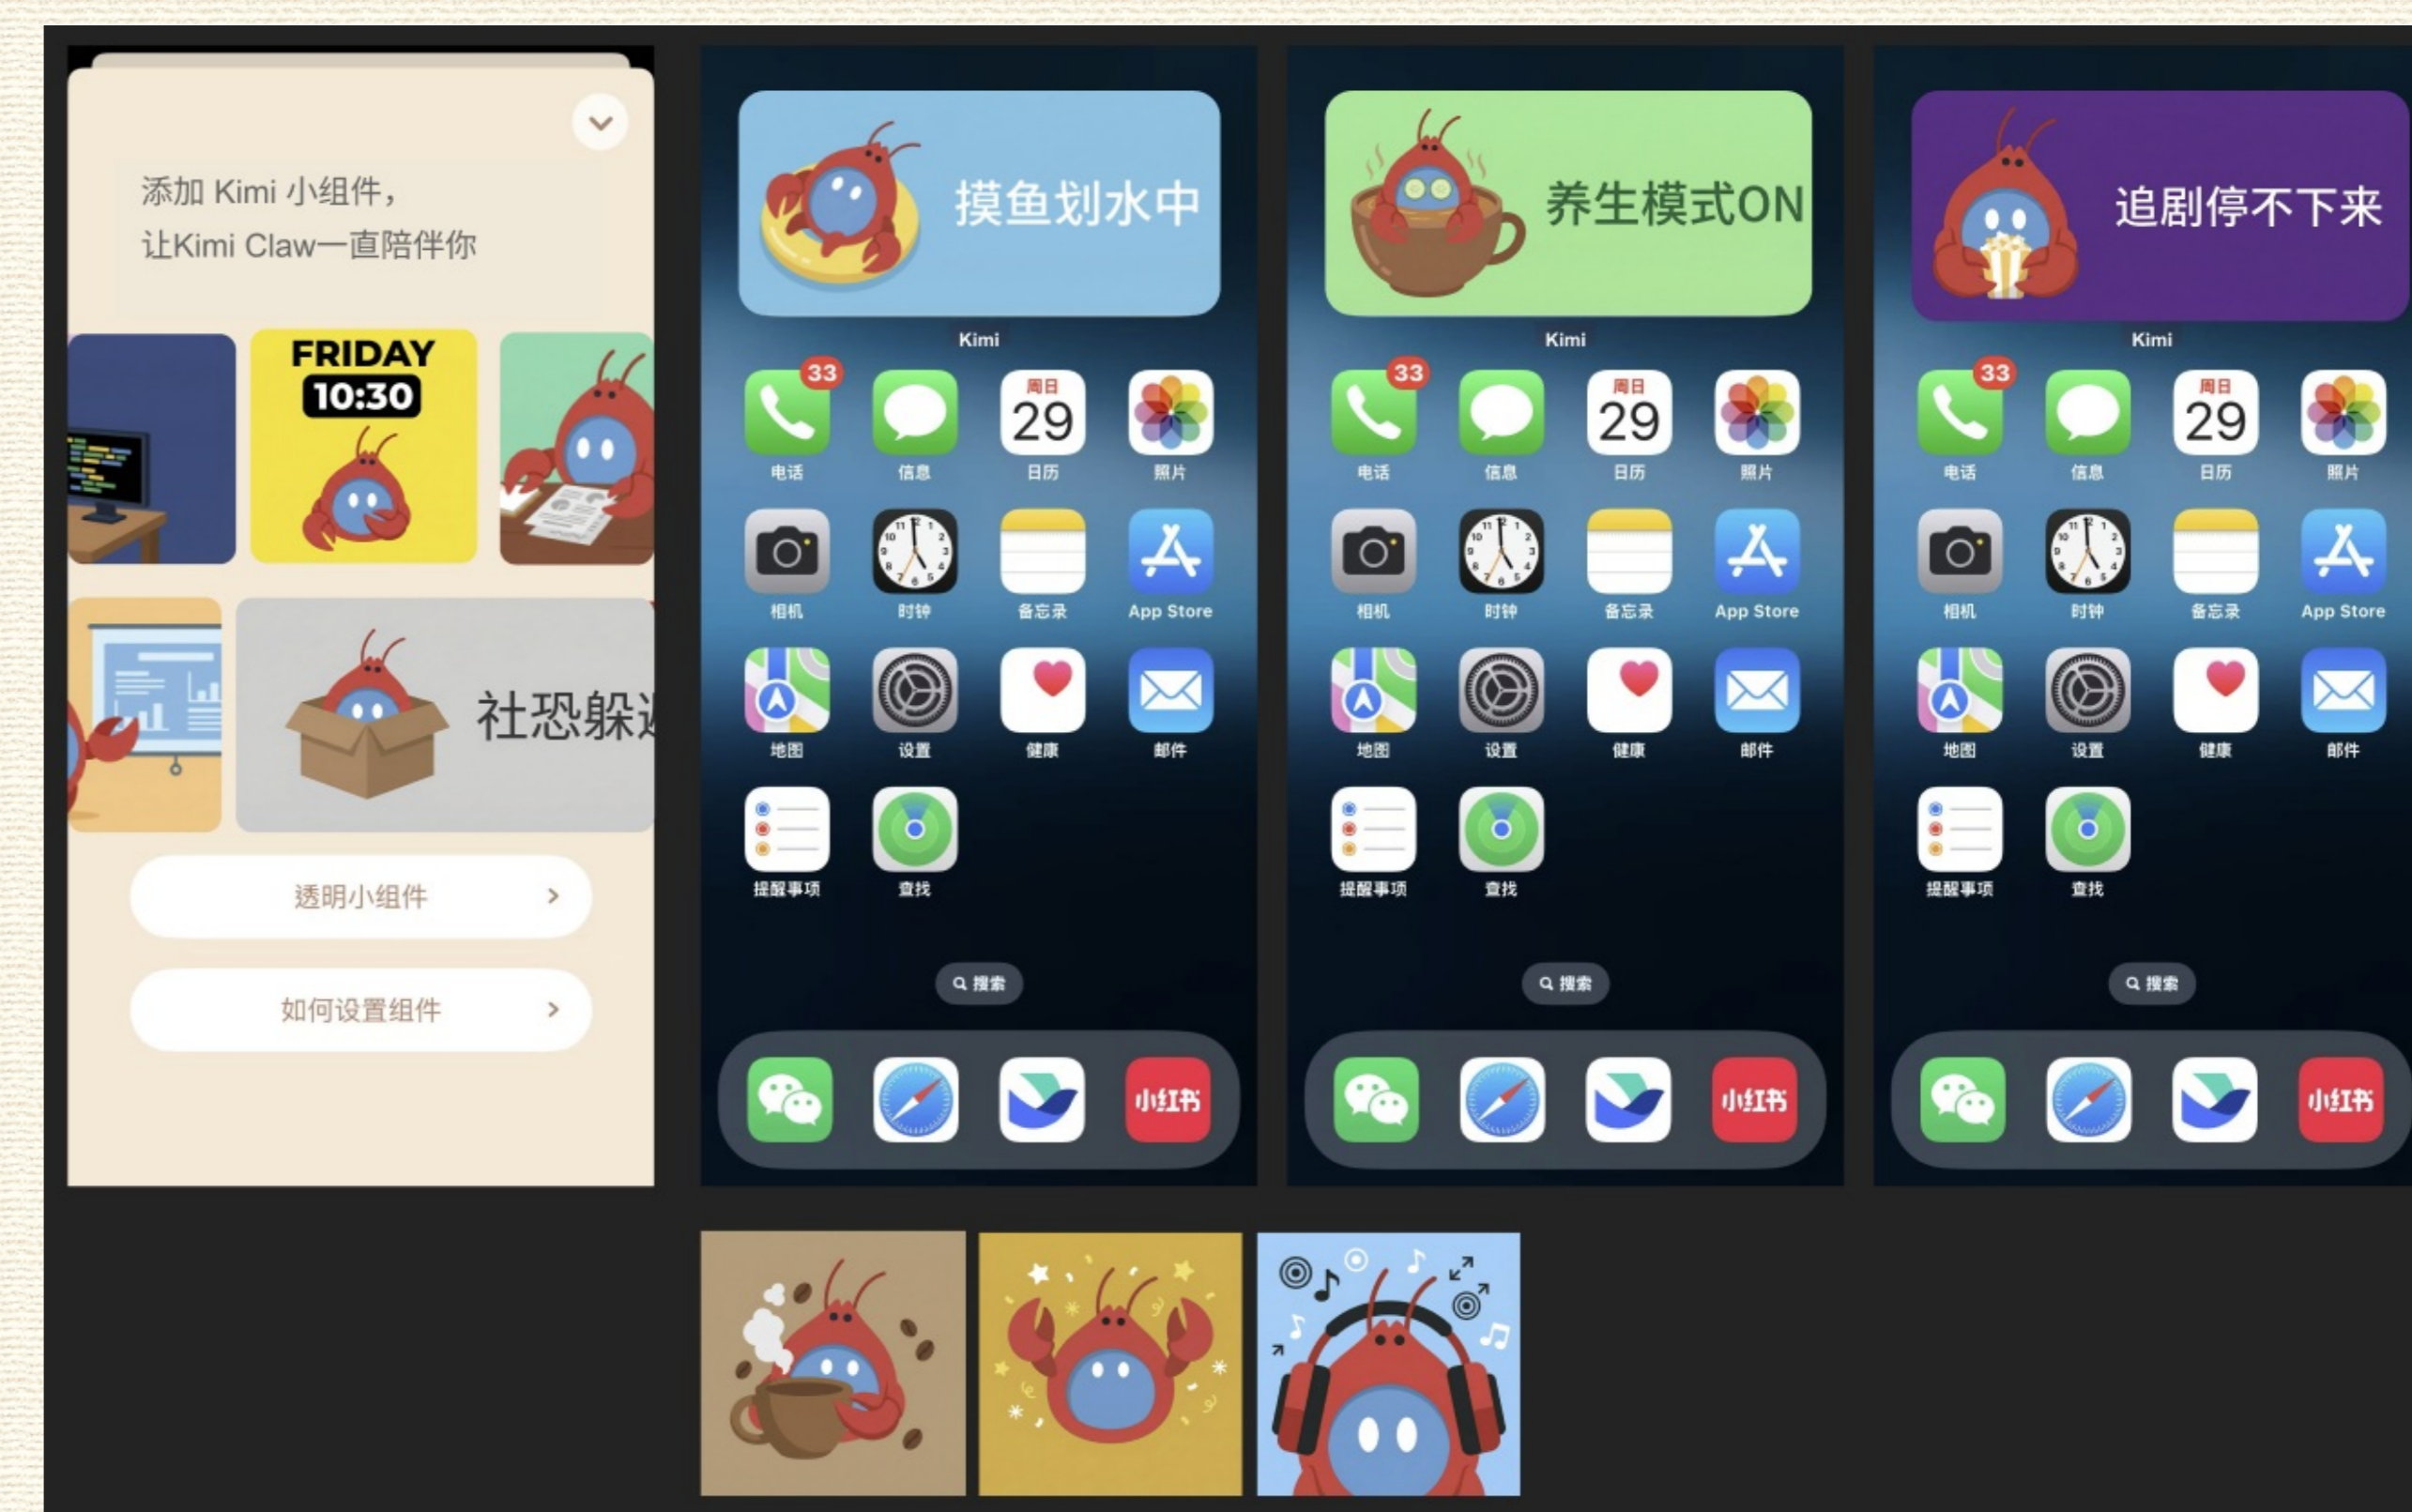 添加 Kimi 小组件，
让Kimi Claw一直陪伴你
FRIDAY
10:30
社恐躲
透明小组件
如何设置组件
摸鱼划水中
Kimi
33
周日
29
电话
信息
日历
照片
相机
时钟
备忘录
App Store
地图
设置
健康
邮件
提醒事项
查找
搜索
小红书
养生模式ON
Kimi
33
周日
29
电话
信息
日历
照片
相机
时钟
备忘录
App Store
地图
设置
健康
邮件
提醒事项
查找
搜索
小红书
追剧停不下来
Kimi
33
周日
29
电话
信息
日历
照片
相机
时钟
备忘录
App Store
地图
设置
健康
邮件
提醒事项
查找
搜索
小红书